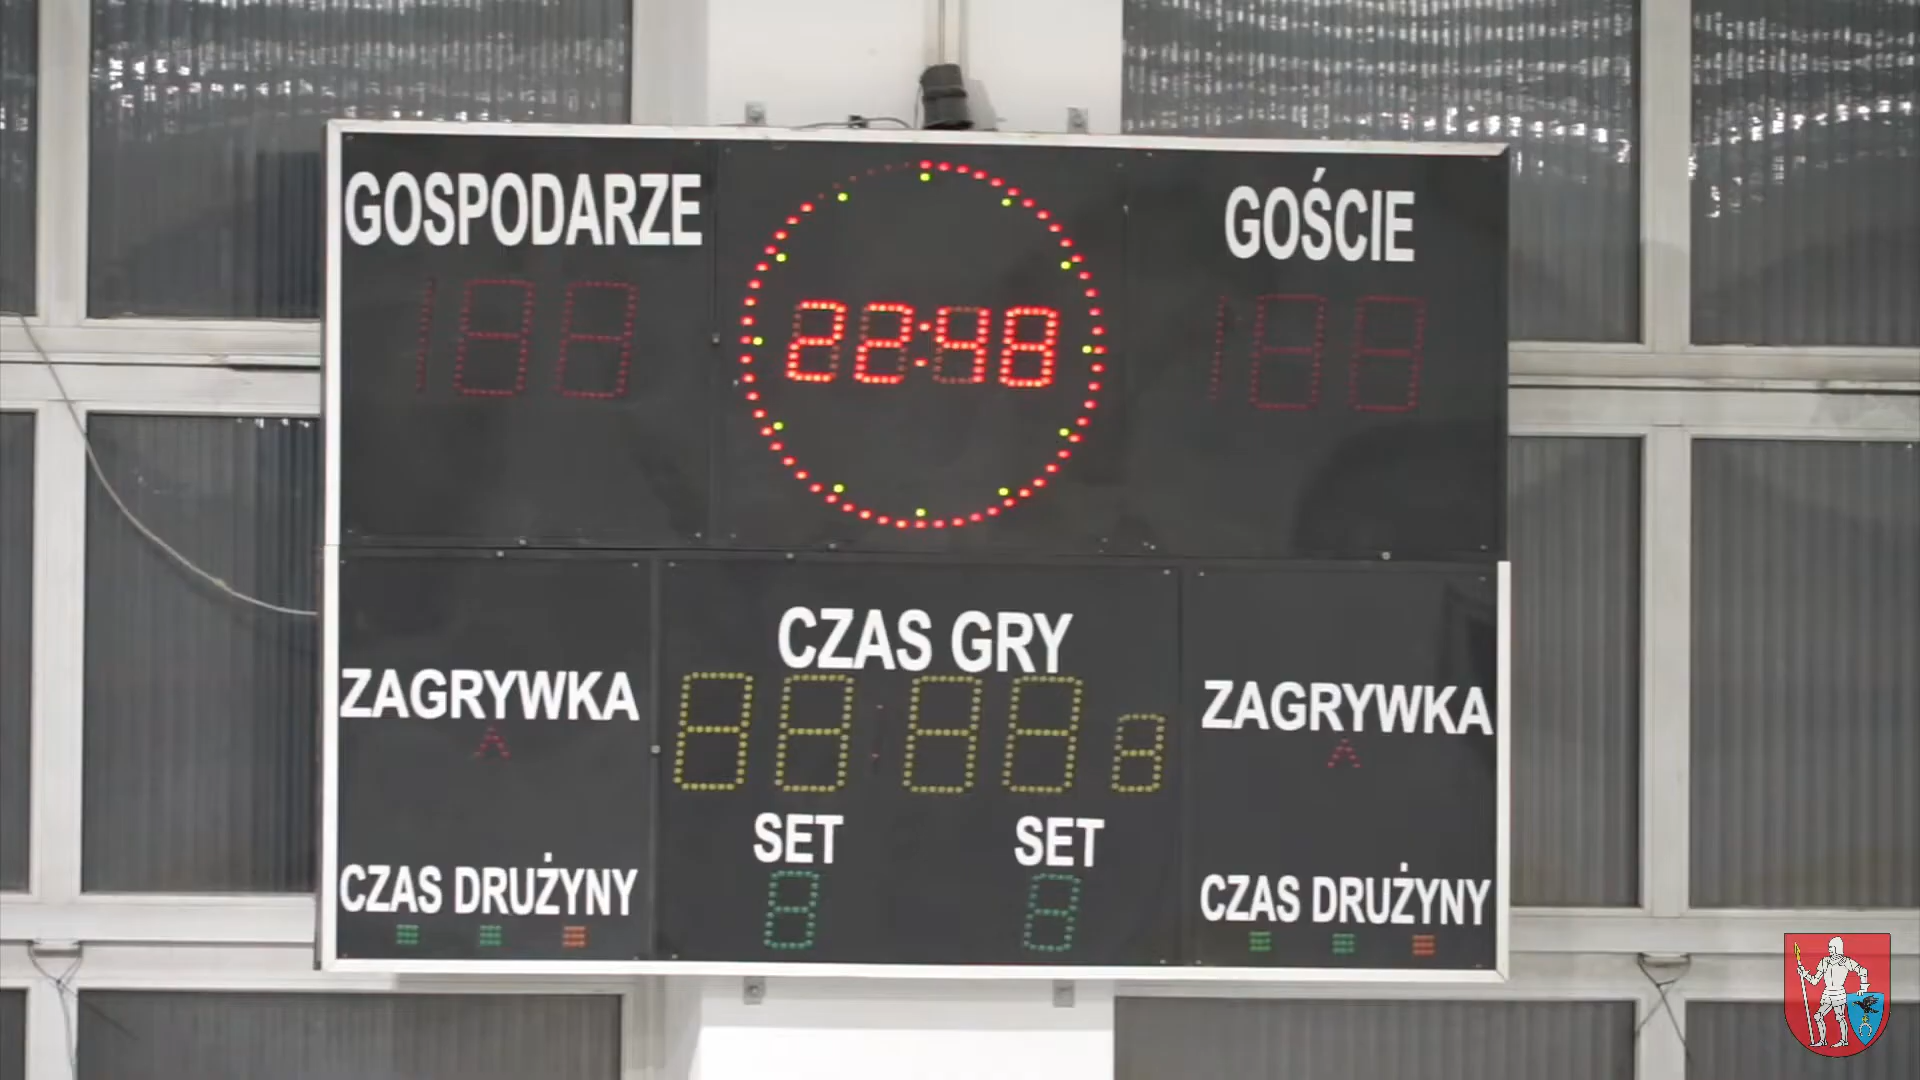 GOSPODARZE
GOŚCIE
22:48
CZAS GRY
ZAGRYWKA
ZAGRYWKA
SET
SET
CZAS DRUŻYNY
CZAS DRUŻYNY